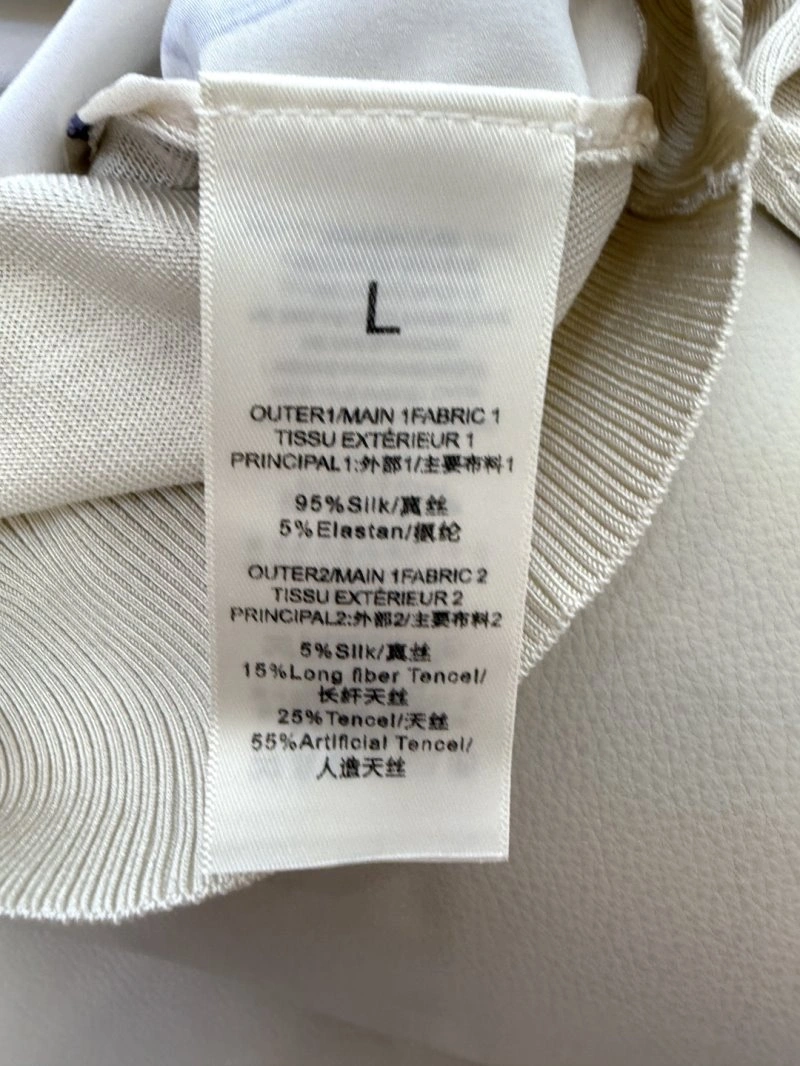 L
OUTER1/MAIN 1FABRIC 1
TISSU EXTÉRIEUR 1
PRINCIPAL1:外部1/主要布料1
95%Silk/真丝
5%Elastan/氨纶
OUTER2/MAIN 1FABRIC 2
TISSU EXTÉRIEUR 2
PRINCIPAL2:外部2/主要布料2
5%Silk/真丝
15%Long fiber Tencel/
长纤天丝
25%Tencel/天丝
55%Artificial Tencel/
人造天丝